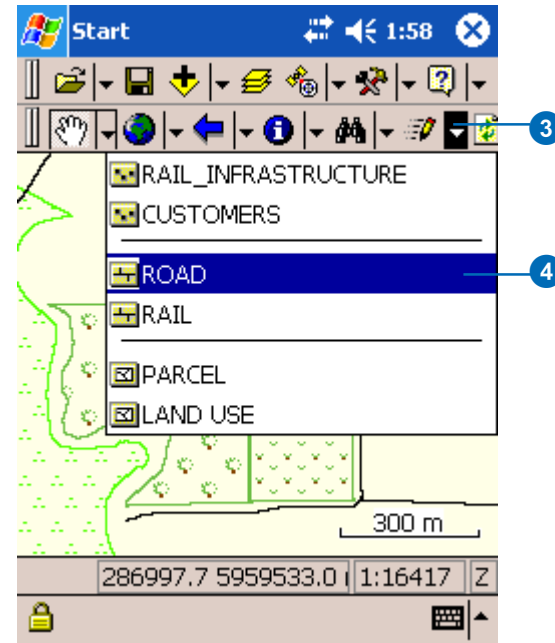 Start 1:58
3
RAIL_INFRASTRUCTURE
CUSTOMERS
ROAD
4
RAIL
PARCEL
LAND USE
300 m
286997.7 5959533.0 1:16417 Z